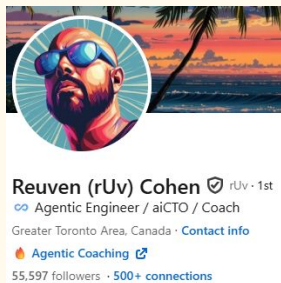 Reuven (rUv) Cohen rUv · 1st
Agentic Engineer / aiCTO / Coach
Greater Toronto Area, Canada · Contact info
🔥 Agentic Coaching
55,597 followers · 500+ connections